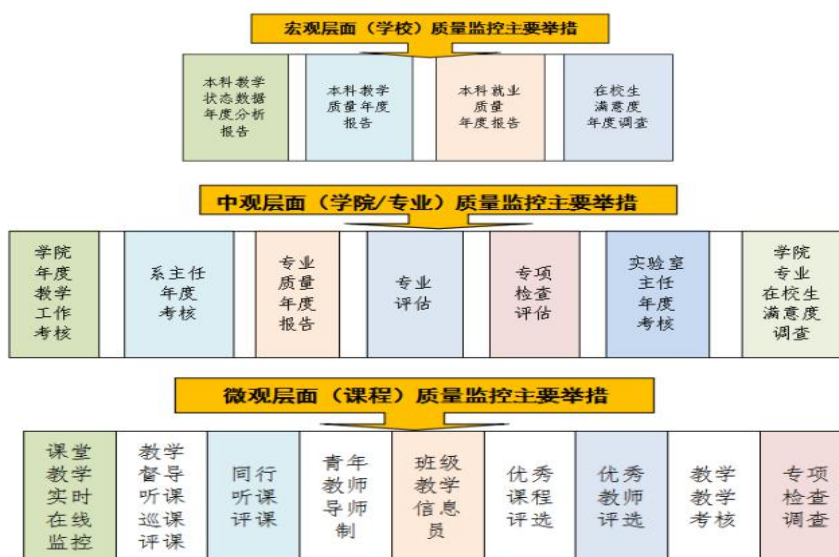 宏观层面（学校）质量监控主要举措
本科教学
状态数据
年度分析
报告
本科教学
质量年度
报告
本科就业
质量
年度报告
在校生
满意度
年度调查
中观层面（学院/专业）质量监控主要举措
学院
年度
教学
工作
考核
系主任
年度
考核
专业
质量
年度
报告
专业
评估
专项
检查
评估
实验室
主任
年度
考核
学院
专业
在校生
满意度
调查
微观层面（课程）质量监控主要举措
课堂
教学
实时
在线
监控
教学
督导
听课
巡课
评课
同行
听课
评课
青年
教师
导师
制
班级
教学
信息
员
优秀
课程
评选
优秀
教师
评选
教学
教学
考核
专项
检查
调查